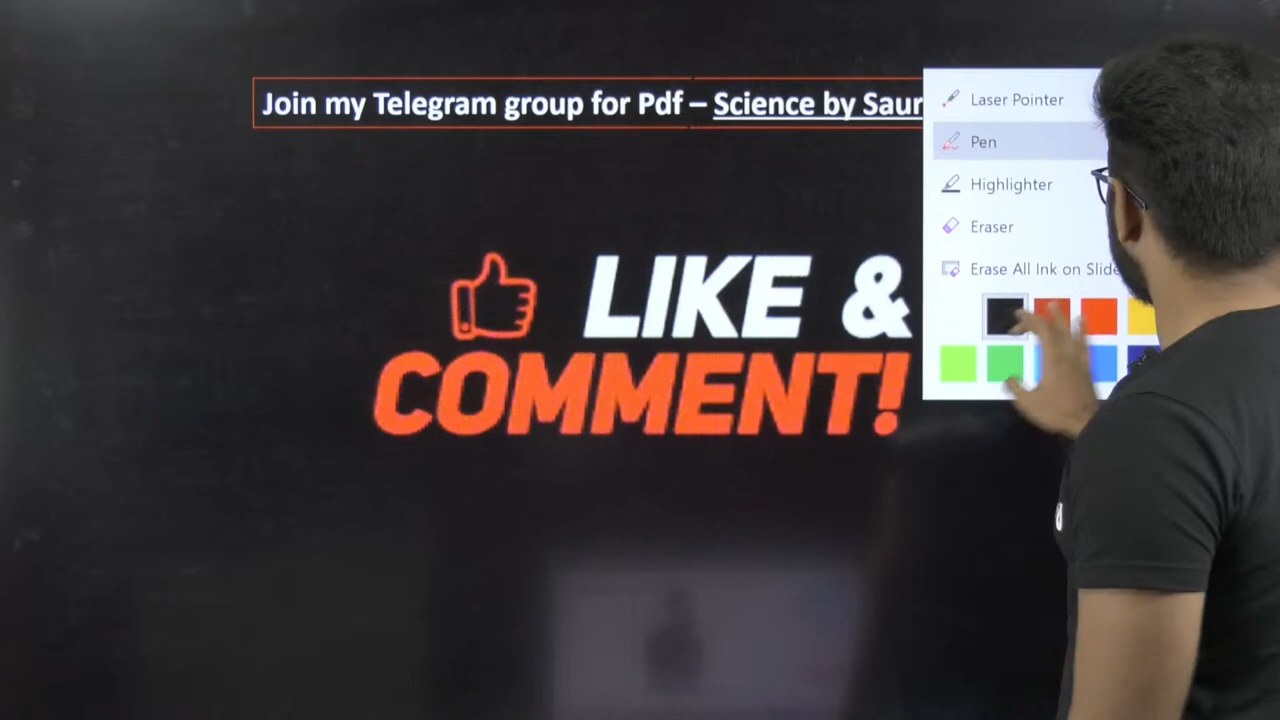 Join my Telegram group for Pdf – Science by
LIKE &
COMMENT!
Laser Pointer
Pen
Highlighter
Eraser
Erase All Ink on Slide